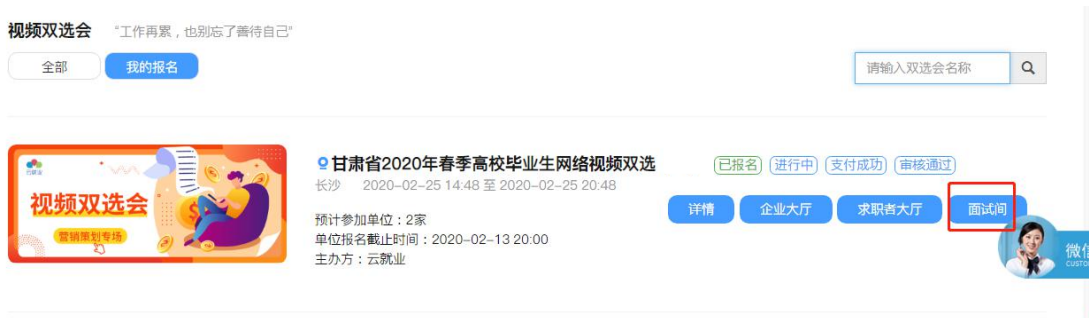 视频双选会 “工作再累，也别忘了善待自己”
全部 我的报名 请输入双选会名称
云就业
视频双选会
营销策划专场
甘肃省2020年春季高校毕业生网络视频双选 已报名 进行中 支付成功 审核通过
长沙 2020-02-25 14:48 至 2020-02-25 20:48
详情 企业大厅 求职者大厅 面试间
预计参加单位：2家
单位报名截止时间：2020-02-13 20:00
主办方：云就业
微信